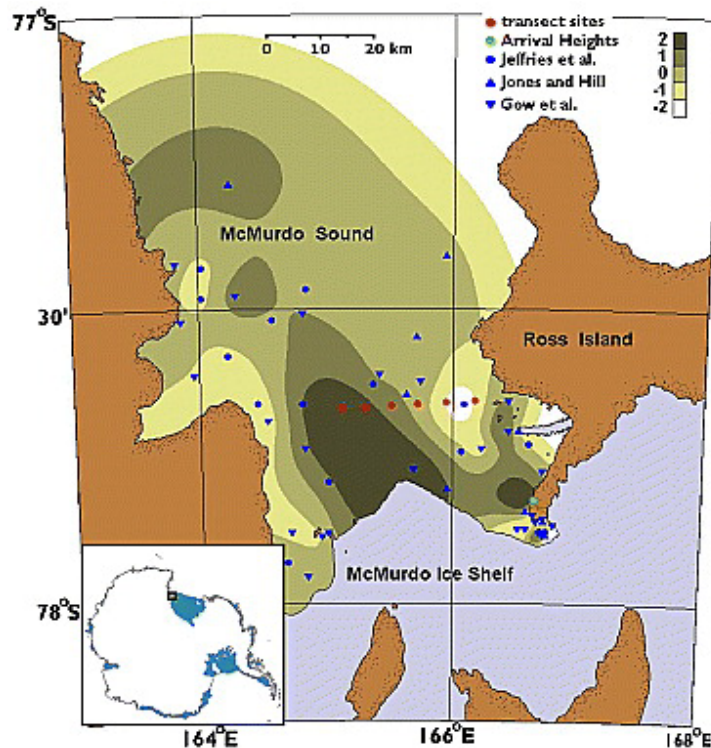 77°S
transect sites
Arrival Heights
Jeffries et al.
Jones and Hill
Gow et al.
2
1
0
-1
-2
0 10 20 km
McMurdo Sound
30'
Ross Island
McMurdo Ice Shelf
78°S
164°E
166°E
168°E